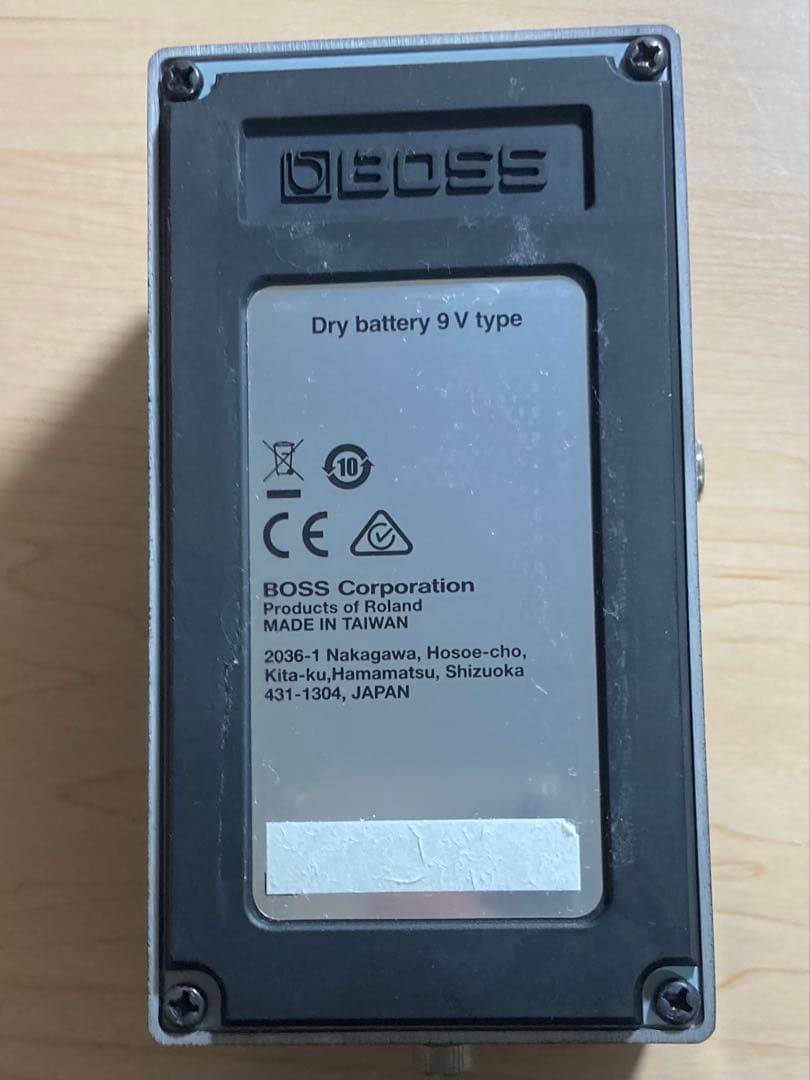 BOSS
Dry battery 9 V type
10
CE
BOSS Corporation
Products of Roland
MADE IN TAIWAN
2036-1 Nakagawa, Hosoe-cho,
Kita-ku,Hamamatsu, Shizuoka
431-1304, JAPAN